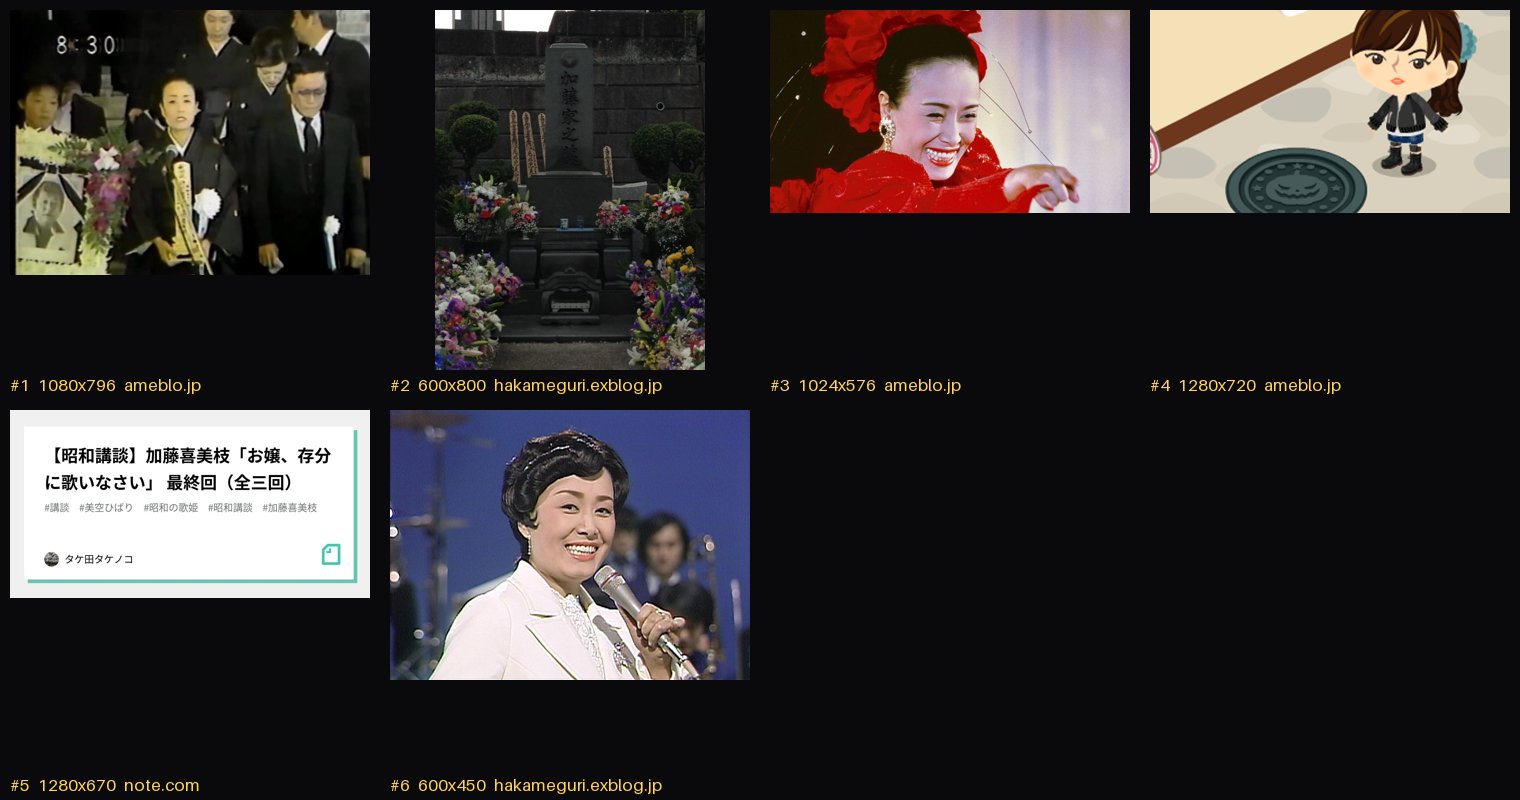 8:30
加藤家之墓
#1 1080x796 ameblo.jp
#2 600x800 hakameguri.exblog.jp
#3 1024x576 ameblo.jp
#4 1280x720 ameblo.jp
【昭和講談】加藤喜美枝「お嬢、存分
に歌いなさい」 最終回（全三回）
#講談 #美空ひばり #昭和の歌姫 #昭和講談 #加藤喜美枝
タケ田タケノコ
#5 1280x670 note.com
#6 600x450 hakameguri.exblog.jp